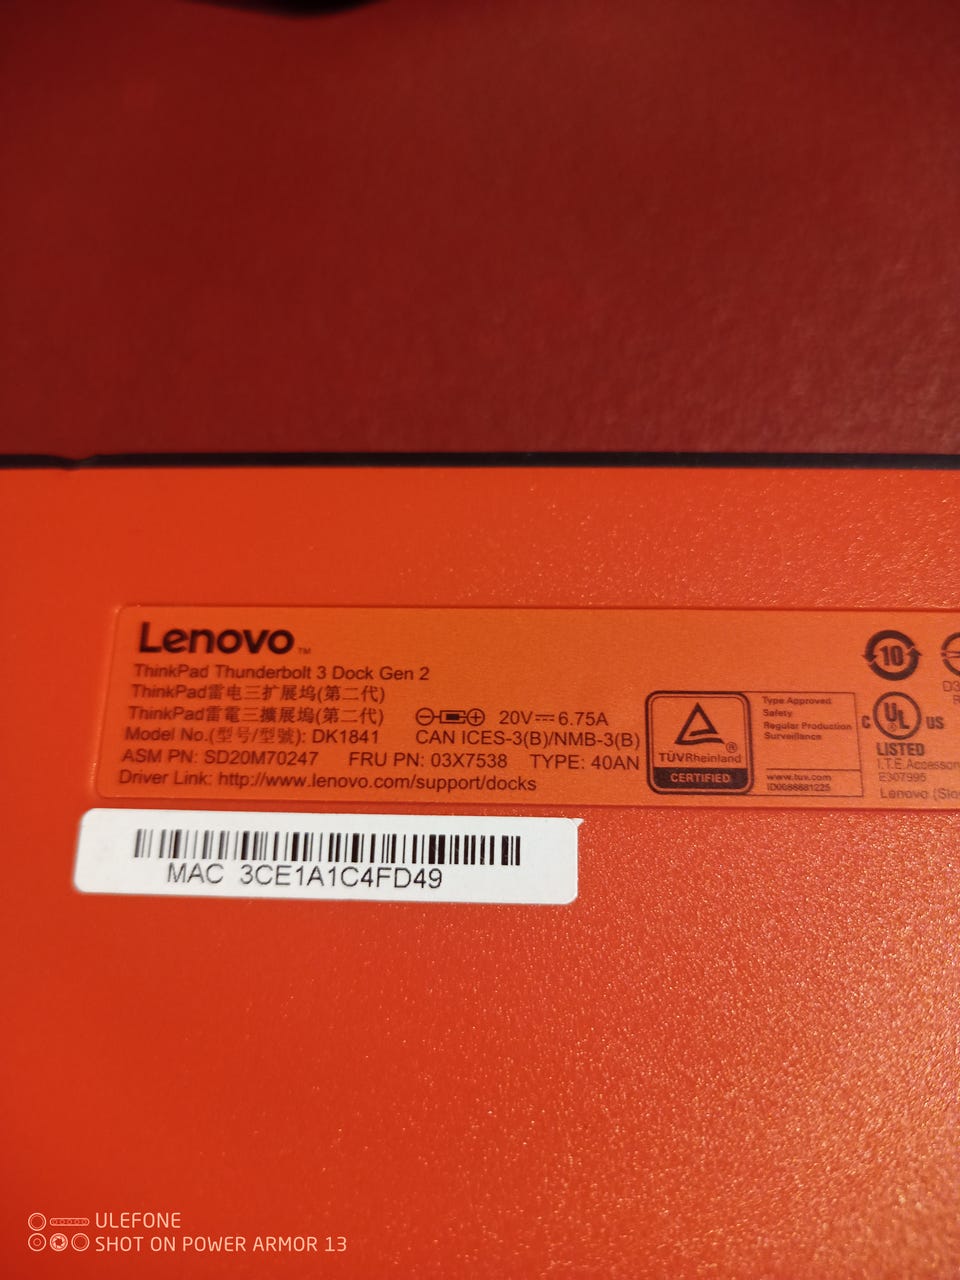 Lenovo™
ThinkPad Thunderbolt 3 Dock Gen 2
ThinkPad雷电三扩展坞(第二代)
ThinkPad雷電三擴展塢(第二代)
20V 6.75A
Model No.(型号/型號): DK1841
CAN ICES-3(B)/NMB-3(B)
ASM PN: SD20M70247 FRU PN: 03X7538 TYPE: 40AN
Driver Link: http://www.lenovo.com/support/docks
®
TÜVRheinland
CERTIFIED
Type Approved
Safety
Regular Production
Surveillance
www.tuv.com
10
C UL US
LISTED
I.T.E.
E307995
Lenovo
MAC 3CE1A1C4FD49
ULEFONE
SHOT ON POWER ARMOR 13